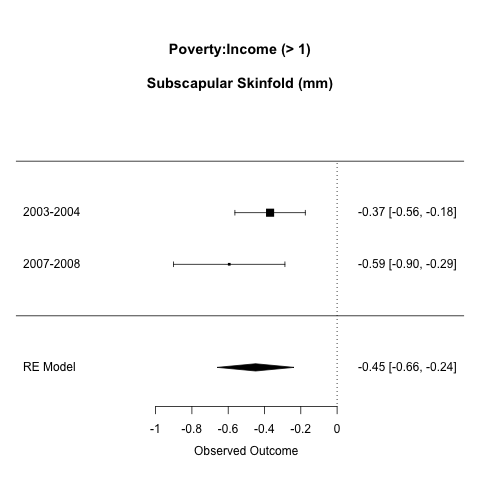 Poverty:Income (> 1)
Subscapular Skinfold (mm)
2003-2004 -0.37 [-0.56, -0.18]
2007-2008 -0.59 [-0.90, -0.29]
RE Model -0.45 [-0.66, -0.24]
-1 -0.8 -0.6 -0.4 -0.2 0
Observed Outcome